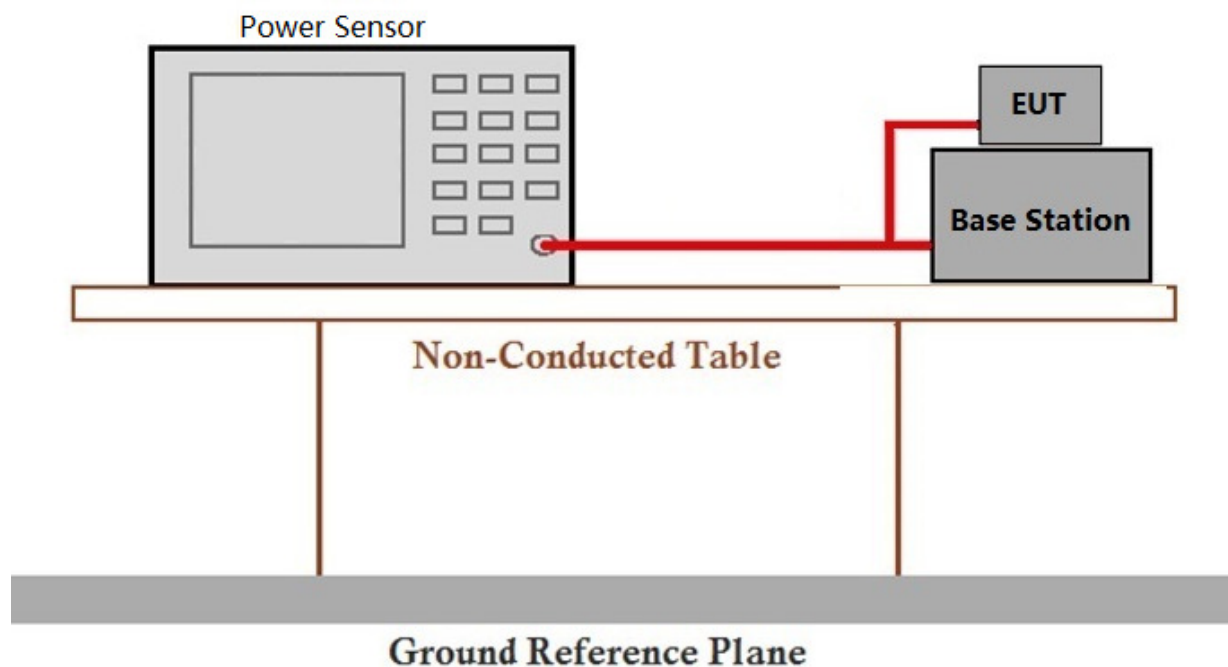 Power Sensor
EUT
Base Station
Non-Conducted Table
Ground Reference Plane